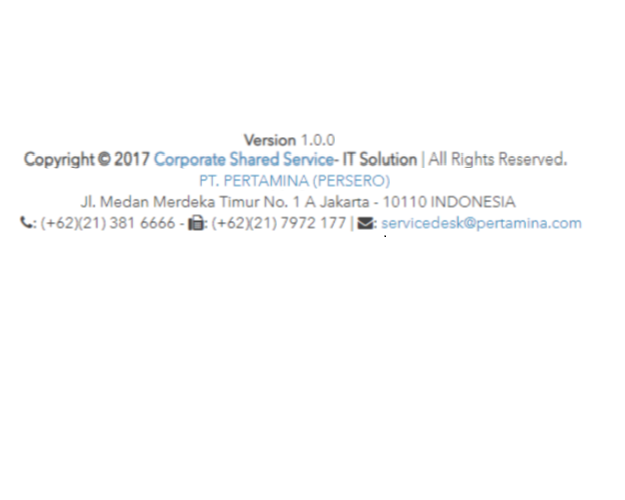 Version 1.0.0
Copyright © 2017 Corporate Shared Service- IT Solution | All Rights Reserved.
PT. PERTAMINA (PERSERO)
Jl. Medan Merdeka Timur No. 1 A Jakarta - 10110 INDONESIA
: (+62)(21) 381 6666 - : (+62)(21) 7972 177 | : servicedesk@pertamina.com